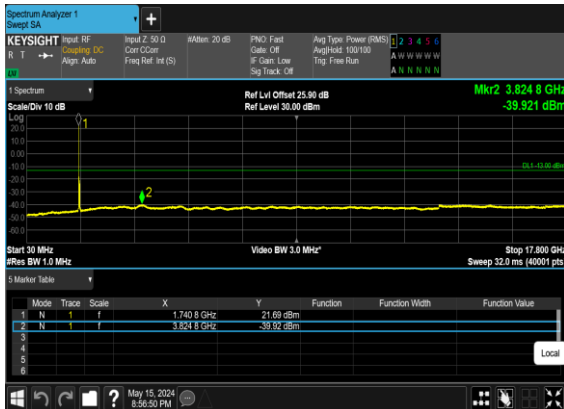 Spectrum Analyzer 1
Swept SA
+
KEYSIGHT Input: RF Input Z: 50 Ω #Atten: 20 dB PNO: Fast Avg Type: Power (RMS) 1 2 3 4 5 6
R T Coupling: DC Corr CCorr Gate: Off Avg|Hold: 100/100 A W W W W W
Align: Auto Freq Ref: Int (S) IF Gain: Low Trig: Free Run
Sig Track: Off A N N N N N
1 Spectrum Ref Lvl Offset 25.90 dB Mkr2 3.824 8 GHz
Scale/Div 10 dB Ref Level 30.00 dBm -39.921 dBm
Log
1
20.0
10.0
0.00
-10.0 DL1 -13.00 dBm
-20.0
-30.0
2
-40.0
-50.0
-60.0
Start 30 MHz Video BW 3.0 MHz* Stop 17.800 GHz
#Res BW 1.0 MHz Sweep 32.0 ms (40001 pts
5 Marker Table
Mode Trace Scale X Y Function Function Width Function Value
1 N 1 f 1.740 8 GHz 21.69 dBm
2 N 1 f 3.824 8 GHz -39.92 dBm
3
4
5
6
Local
? May 15, 2024
8:56:50 PM